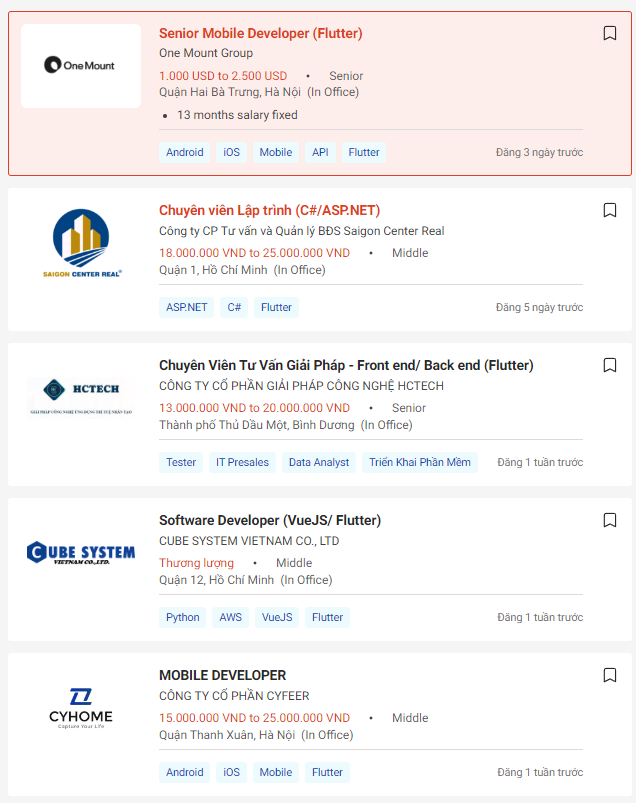 One Mount
Senior Mobile Developer (Flutter)
One Mount Group
1.000 USD to 2.500 USD • Senior
Quận Hai Bà Trưng, Hà Nội (In Office)
• 13 months salary fixed
Android iOS Mobile API Flutter Đăng 3 ngày trước
SAIGON CENTER REAL®
Chuyên viên Lập trình (C#/ASP.NET)
Công ty CP Tư vấn và Quản lý BĐS Saigon Center Real
18.000.000 VND to 25.000.000 VND • Middle
Quận 1, Hồ Chí Minh (In Office)
ASP.NET C# Flutter Đăng 5 ngày trước
HCTECH
GIẢI PHÁP CÔNG NGHỆ ỨNG DỤNG TRÍ TUỆ NHÂN TẠO
Chuyên Viên Tư Vấn Giải Pháp - Front end/ Back end (Flutter)
CÔNG TY CỔ PHẦN GIẢI PHÁP CÔNG NGHỆ HCTECH
13.000.000 VND to 20.000.000 VND • Senior
Thành phố Thủ Dầu Một, Bình Dương (In Office)
Tester IT Presales Data Analyst Triển Khai Phần Mềm Đăng 1 tuần trước
CUBE SYSTEM
VIETNAM CO.,LTD.
Software Developer (VueJS/ Flutter)
CUBE SYSTEM VIETNAM CO., LTD
Thương lượng • Middle
Quận 12, Hồ Chí Minh (In Office)
Python AWS VueJS Flutter Đăng 1 tuần trước
CYHOME
Capture Your Life
MOBILE DEVELOPER
CÔNG TY CỔ PHẦN CYFEER
15.000.000 VND to 25.000.000 VND • Middle
Quận Thanh Xuân, Hà Nội (In Office)
Android iOS Mobile Flutter Đăng 1 tuần trước